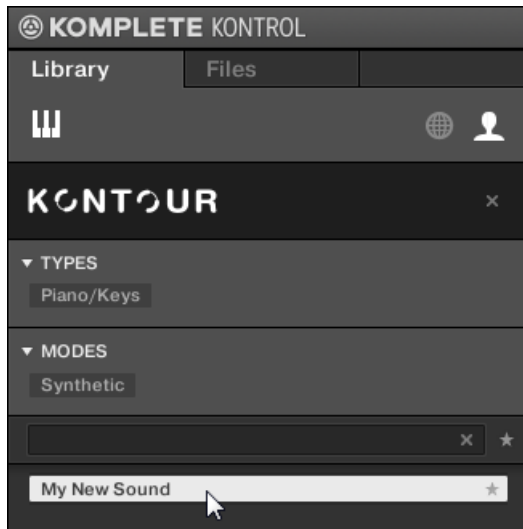 KOMPLETE KONTROL
Library Files
KONTOUR
TYPES
Piano/Keys
MODES
Synthetic
My New Sound